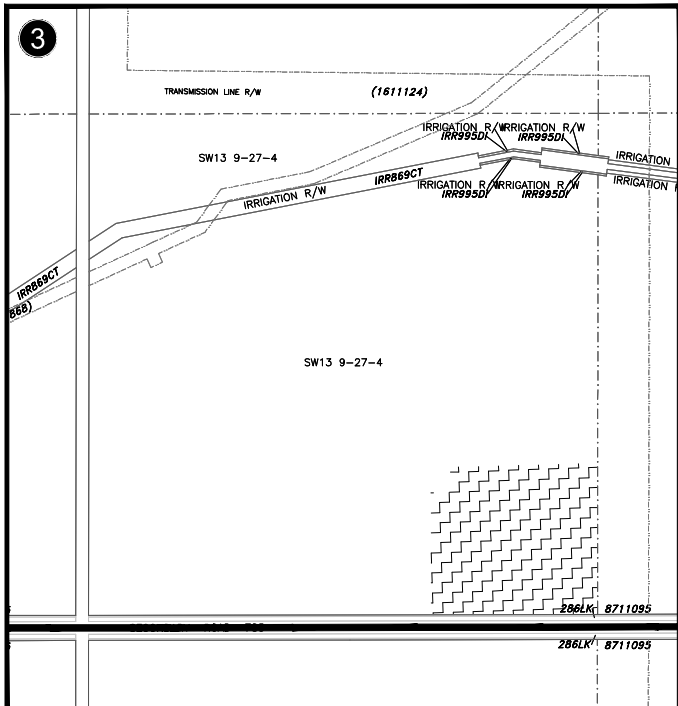 3
TRANSMISSION LINE R/W
(1611124)
IRRIGATION R/W
IRRIGATION R/W
IRR995DI
IRR995DI
SW13 9-27-4
IRRIGATION
IRR869CT
IRRIGATION R/W
IRRIGATION R/W
IRRIGATION R/W
IRRIGATION
IRR995DI
IRR995DI
IRR869CT
868)
SW13 9-27-4
286LK
8711095
286LK
8711095